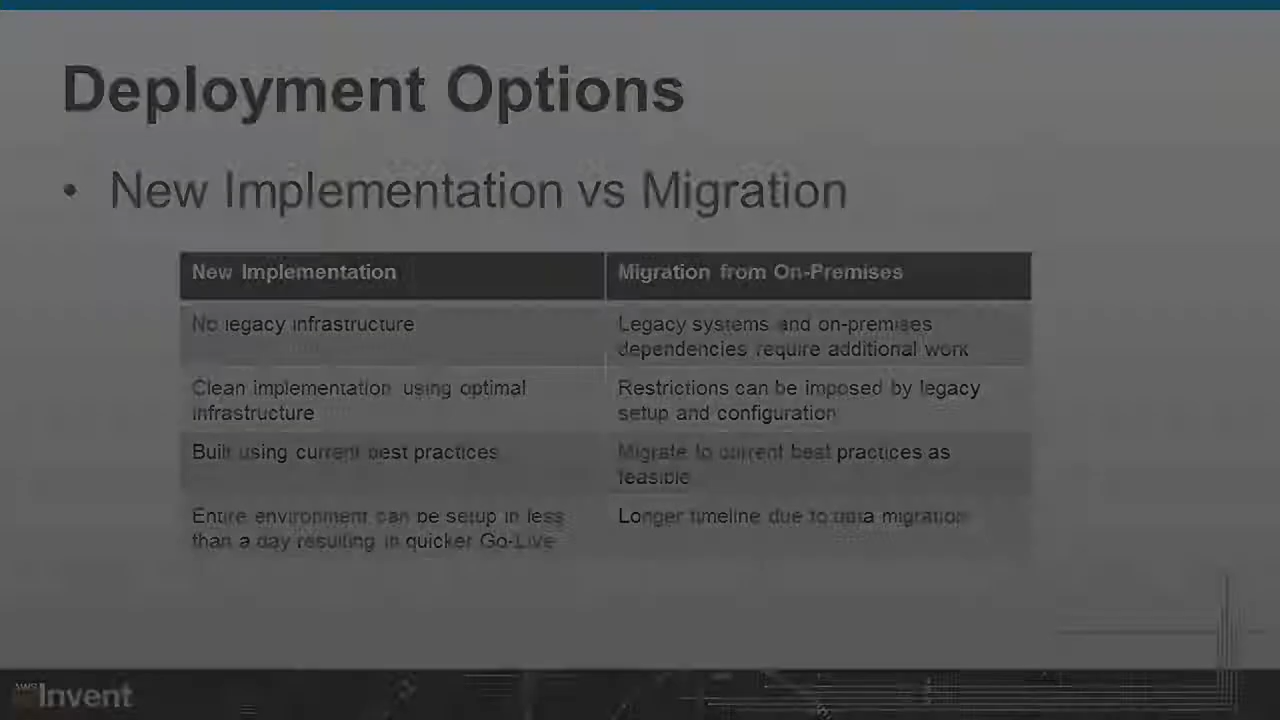 Deployment Options
• New Implementation vs Migration
New Implementation
Migration from On-Premises
No legacy infrastructure
Legacy systems and on-premises
dependencies require additional work
Clean implementation using optimal
infrastructure
Restrictions can be imposed by legacy
setup and configuration
Built using current best practices
Migrate to current best practices as
feasible
Entire environment can be setup in less
than a day resulting in quicker Go-Live
Longer timeline due to data migration
AWS
Invent